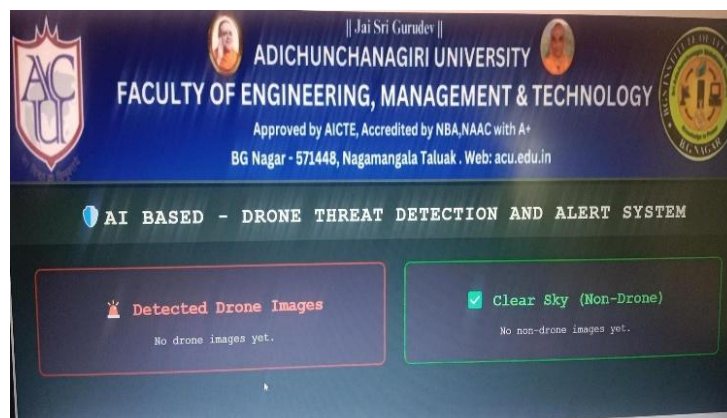 || Jai Sri Gurudev ||
ADICHUNCHANAGIRI UNIVERSITY
FACULTY OF ENGINEERING, MANAGEMENT & TECHNOLOGY
Approved by AICTE, Accredited by NBA,NAAC with A+
BG Nagar - 571448, Nagamangala Taluak . Web: acu.edu.in
ACU
AI BASED - DRONE THREAT DETECTION AND ALERT SYSTEM
Detected Drone Images
No drone images yet.
Clear Sky (Non-Drone)
No non-drone images yet.